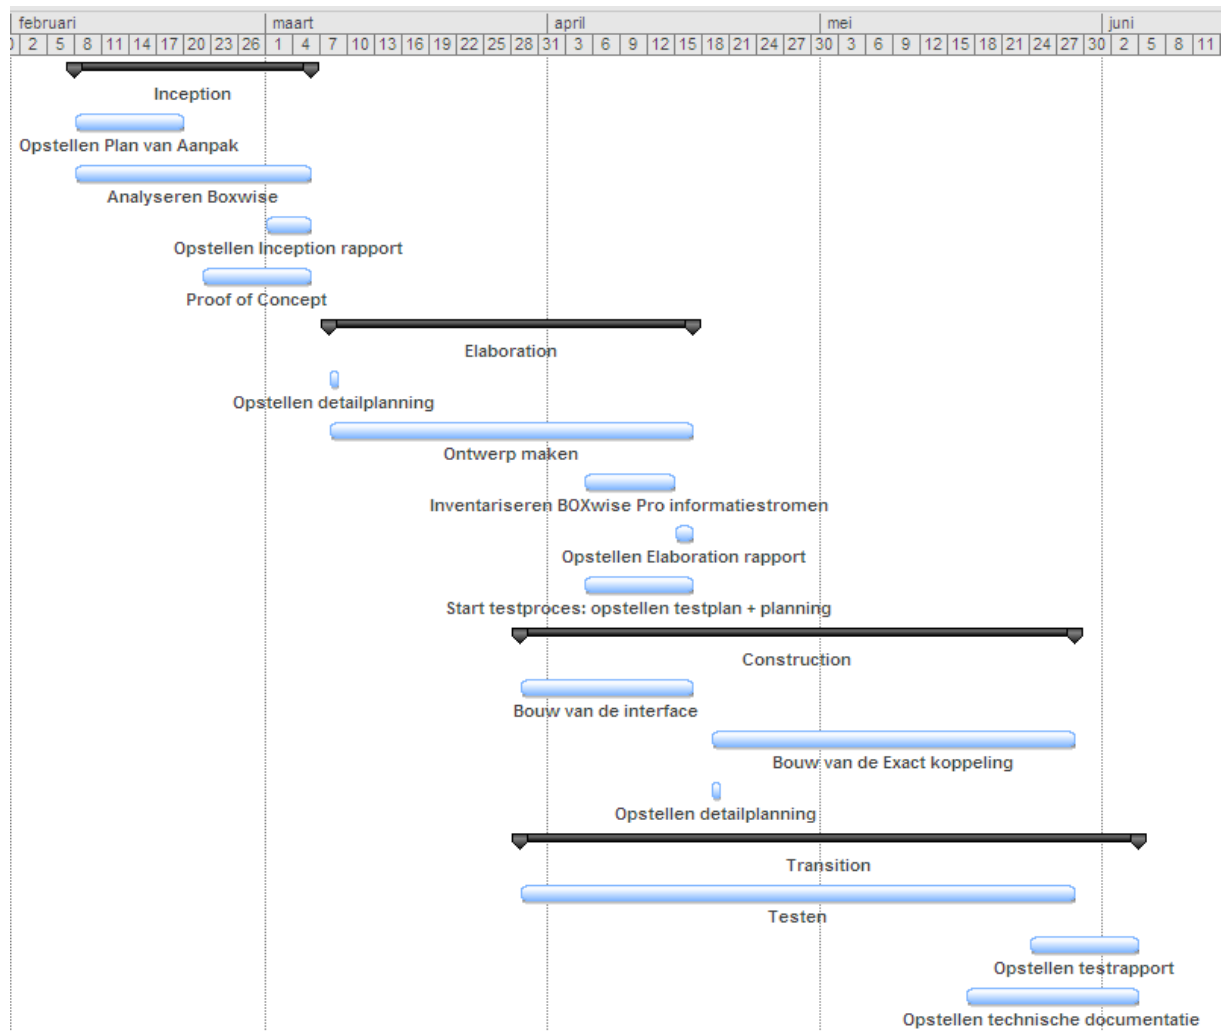 februari maart april mei juni
2 5 8 11 14 17 20 23 26 1 4 7 10 13 16 19 22 25 28 31 3 6 9 12 15 18 21 24 27 30 3 6 9 12 15 18 21 24 27 30 2 5 8 11
Inception
Opstellen Plan van Aanpak
Analyseren Boxwise
Opstellen Inception rapport
Proof of Concept
Elaboration
Opstellen detailplanning
Ontwerp maken
Inventariseren BOXwise Pro informatiestromen
Opstellen Elaboration rapport
Start testproces: opstellen testplan + planning
Construction
Bouw van de interface
Bouw van de Exact koppeling
Opstellen detailplanning
Transition
Testen
Opstellen testrapport
Opstellen technische documentatie